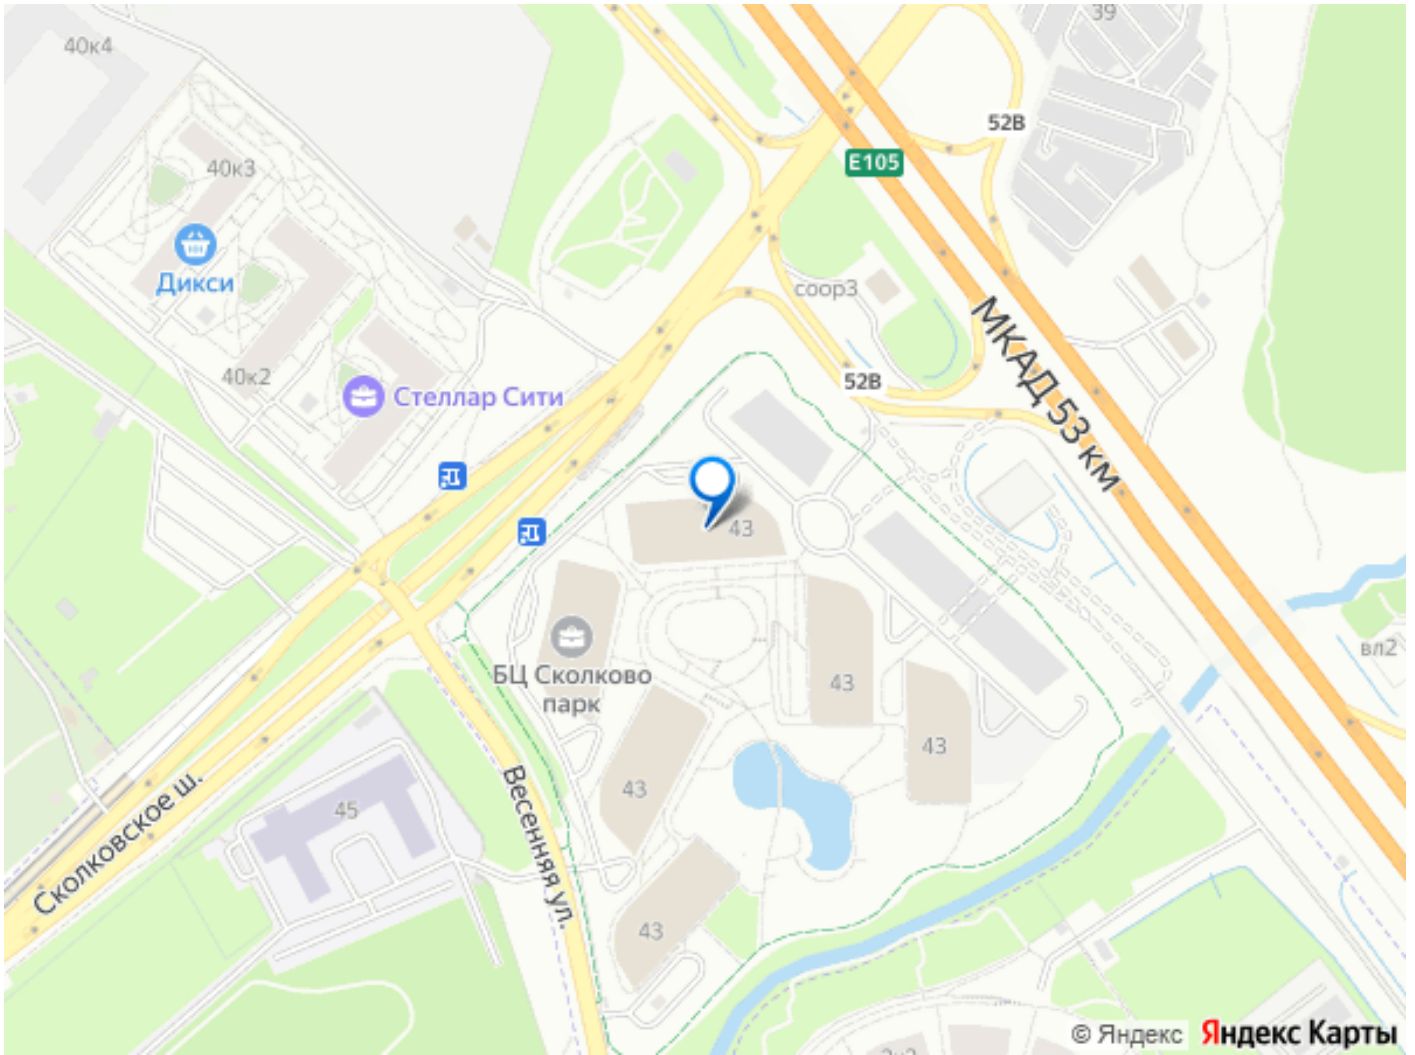 39
40к4
52В
E105
40к3
Дикси
соор3
МКАД 53 км
40к2
52В
Стеллар Сити
43
вл2
БЦ Сколково
парк
43
43
43
Весенняя ул.
45
Сколковское ш.
43
© Яндекс
Яндекс Карты